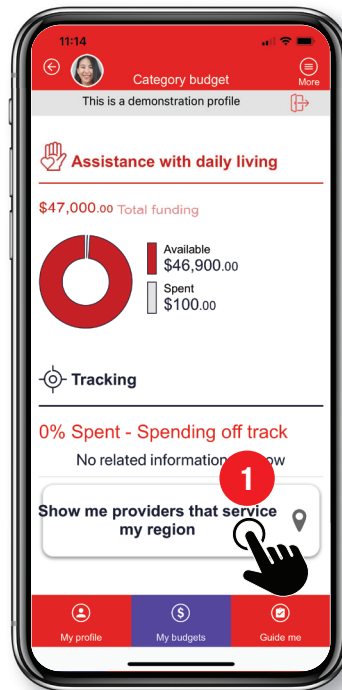 11:14
Category budget
More
This is a demonstration profile
Assistance with daily living
$47,000.00 Total funding
Available
$46,900.00
Spent
$100.00
Tracking
0% Spent - Spending off track
No related information ow
1
Show me providers that service
my region
$
My profile
My budgets
Guide me